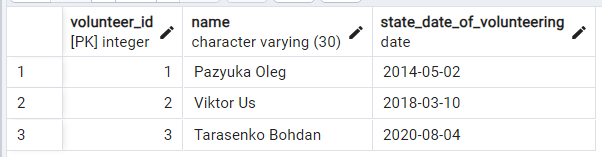 volunteer_id name state_date_of_volunteering
[PK] integer character varying (30) date
1 1 Pazyuka Oleg 2014-05-02
2 2 Viktor Us 2018-03-10
3 3 Tarasenko Bohdan 2020-08-04